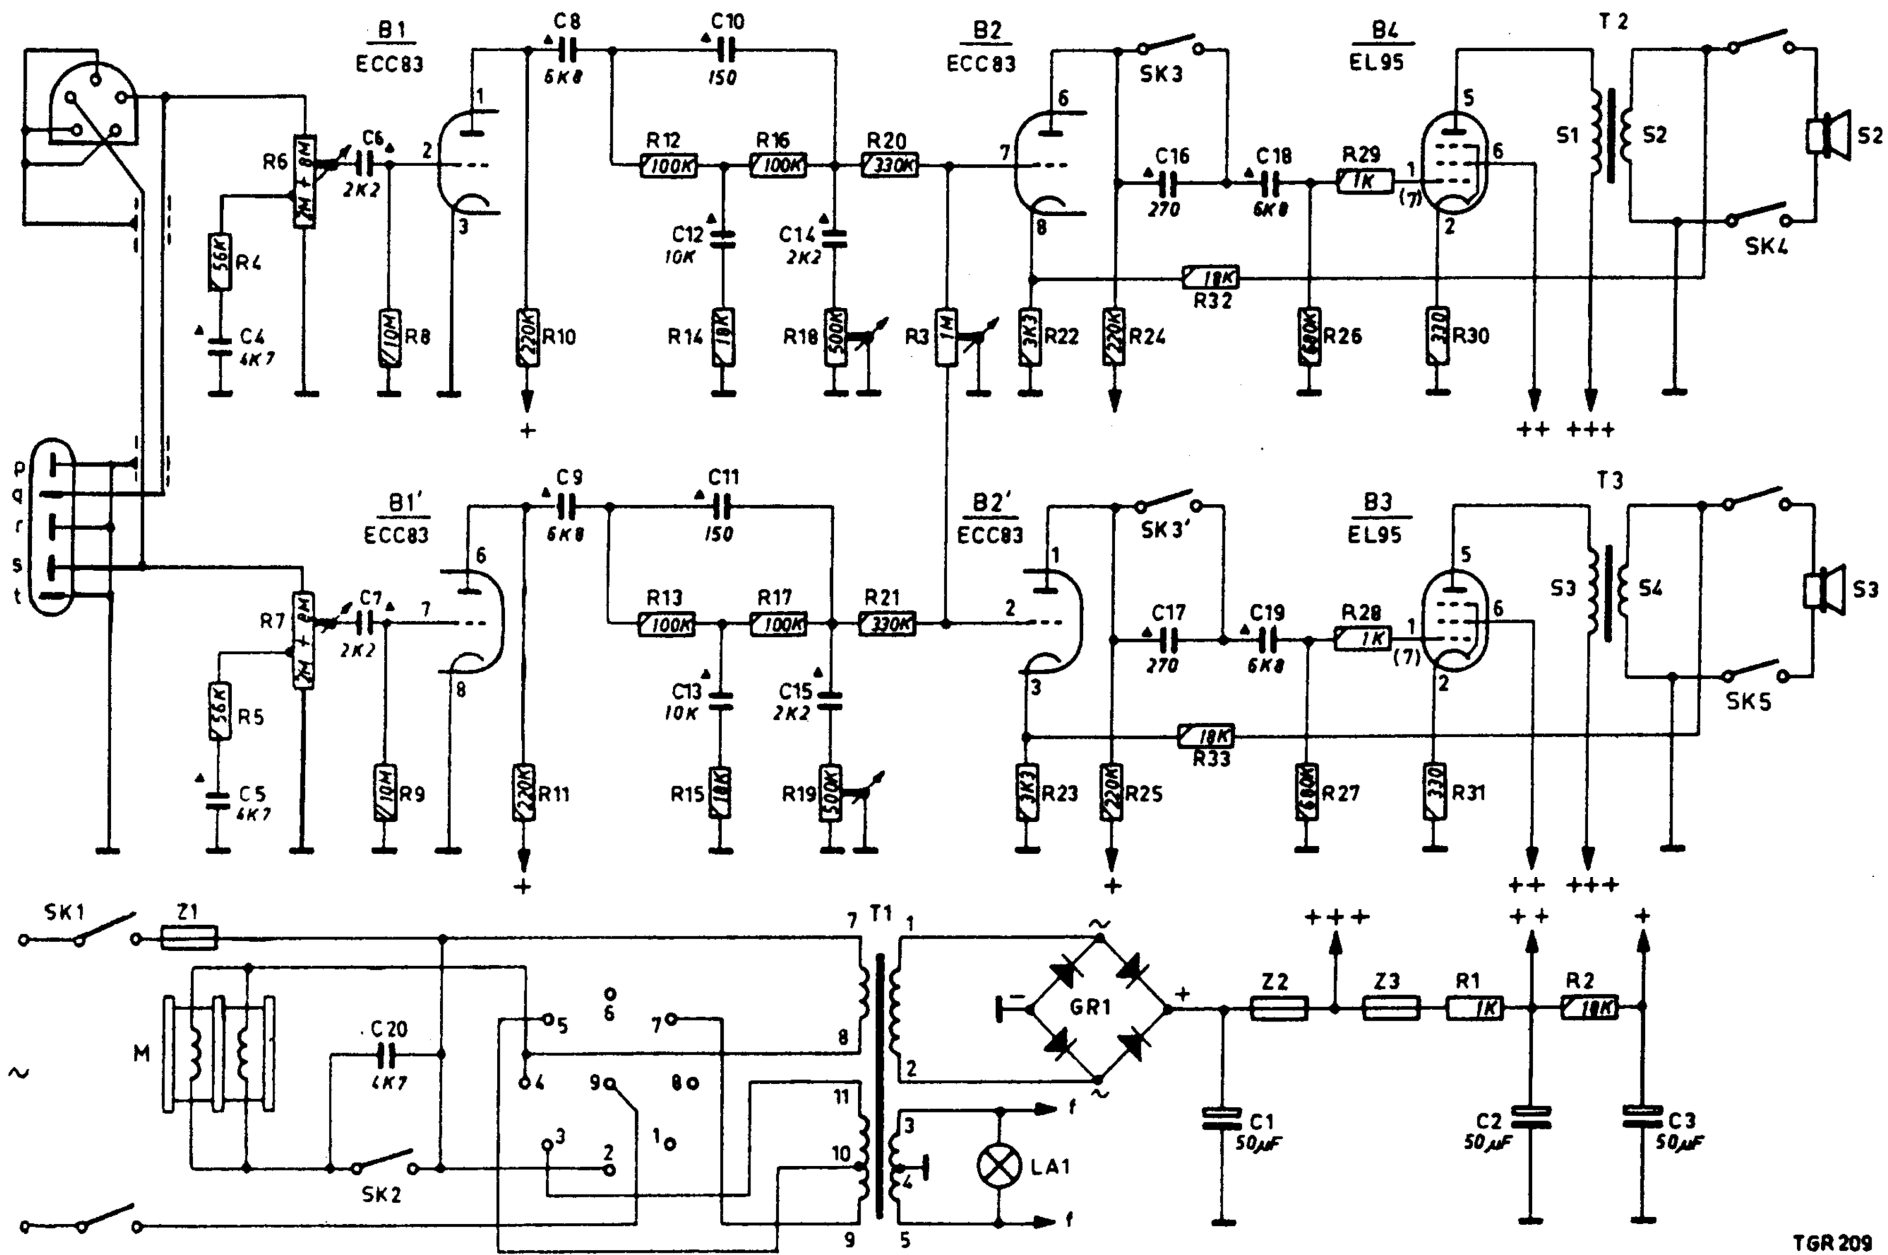 B1
ECC83
C8
6K8
C10
150
B2
ECC83
SK3
B4
EL95
T2
1
6
5
R6
2M + 8M
C6
2K2
2
R12
100K
R16
100K
R20
330K
7
C16
270
C18
6K8
R29
1K
1
(7)
6
S1
S2
S2
3
8
2
SK4
R4
56K
C12
10K
C14
2K2
18K
R32
C4
4K7
R8
10M
R10
220K
R14
18K
R18
500K
R3
1M
R22
3K3
R24
220K
R26
680K
R30
330
+
++
+++
p
q
r
s
t
B1'
ECC83
C9
6K8
C11
150
B2'
ECC83
SK3'
B3
EL95
T3
6
1
5
R7
2M + 8M
C7
2K2
7
R13
100K
R17
100K
R21
330K
2
C17
270
C19
6K8
R28
1K
1
(7)
6
S3
S4
S3
8
3
2
SK5
R5
56K
C13
10K
C15
2K2
18K
R33
C5
4K7
R9
10M
R11
220K
R15
18K
R19
500K
R23
3K3
R25
220K
R27
680K
R31
330
+
+
++
+++
SK1
Z1
7
T1
1
~
+++
++
+
M
C20
4K7
5
6
7
8
4
9
8
11
2
3
1
10
2
SK2
9
3
4
5
f
LA1
f
–
GR1
+
~
Z2
Z3
R1
1K
R2
18K
C1
50µF
C2
50µF
C3
50µF
~
TGR 209